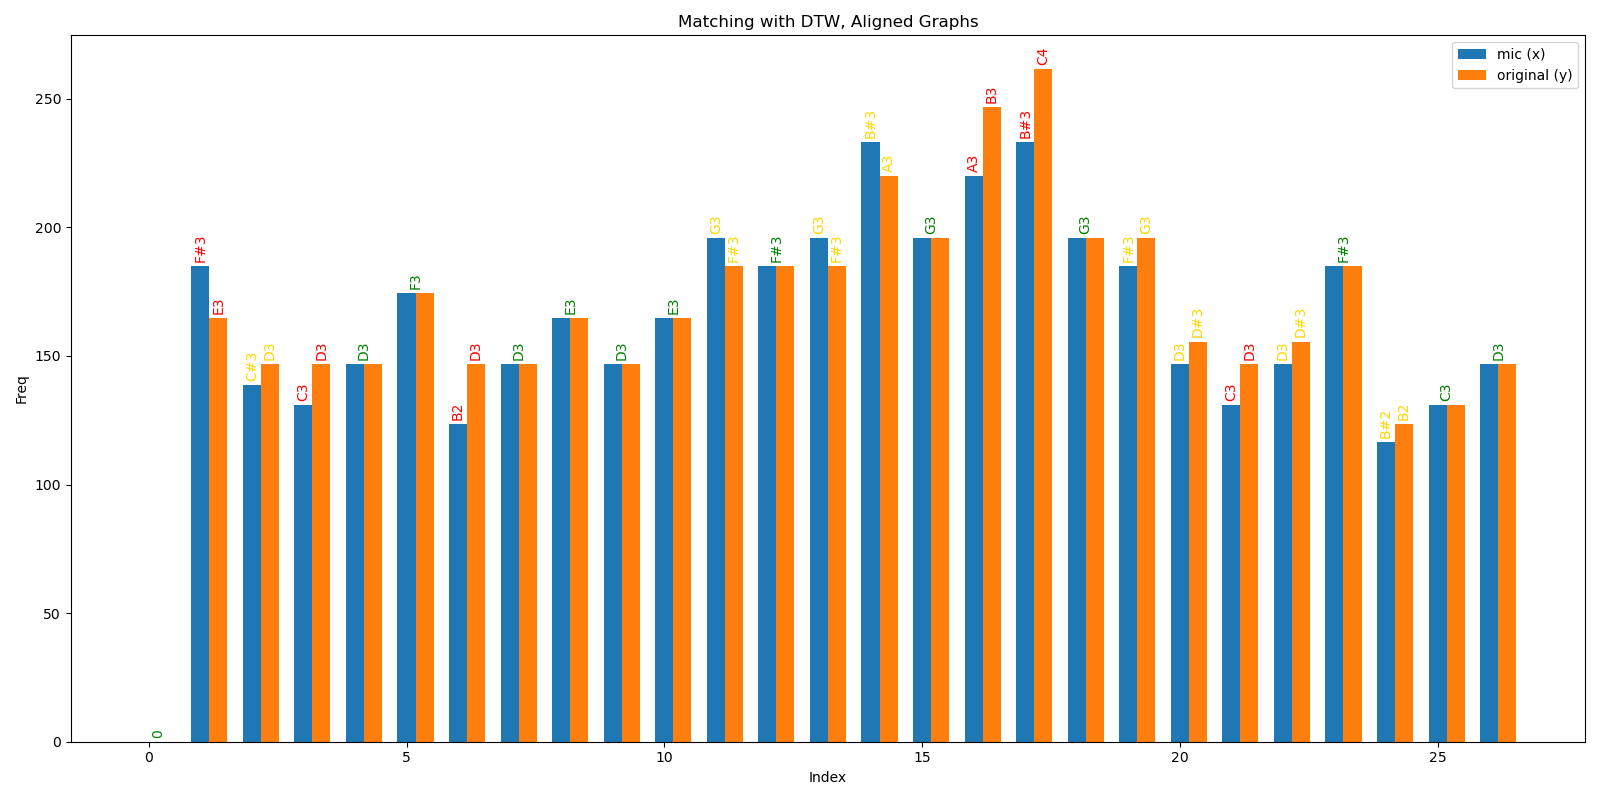 Matching with DTW, Aligned Graphs
mic (x)
original (y)
Freq
250
200
150
100
50
0
0
F#3
E3
C#3
D3
C3
D3
D3
F3
B2
D3
D3
E3
D3
E3
G3
F#3
F#3
G3
F#3
B#3
A3
G3
A3
B3
B#3
C4
G3
F#3
G3
D3
D#3
C3
D3
D3
D#3
F#3
B#2
B2
C3
D3
0
5
10
15
20
25
Index